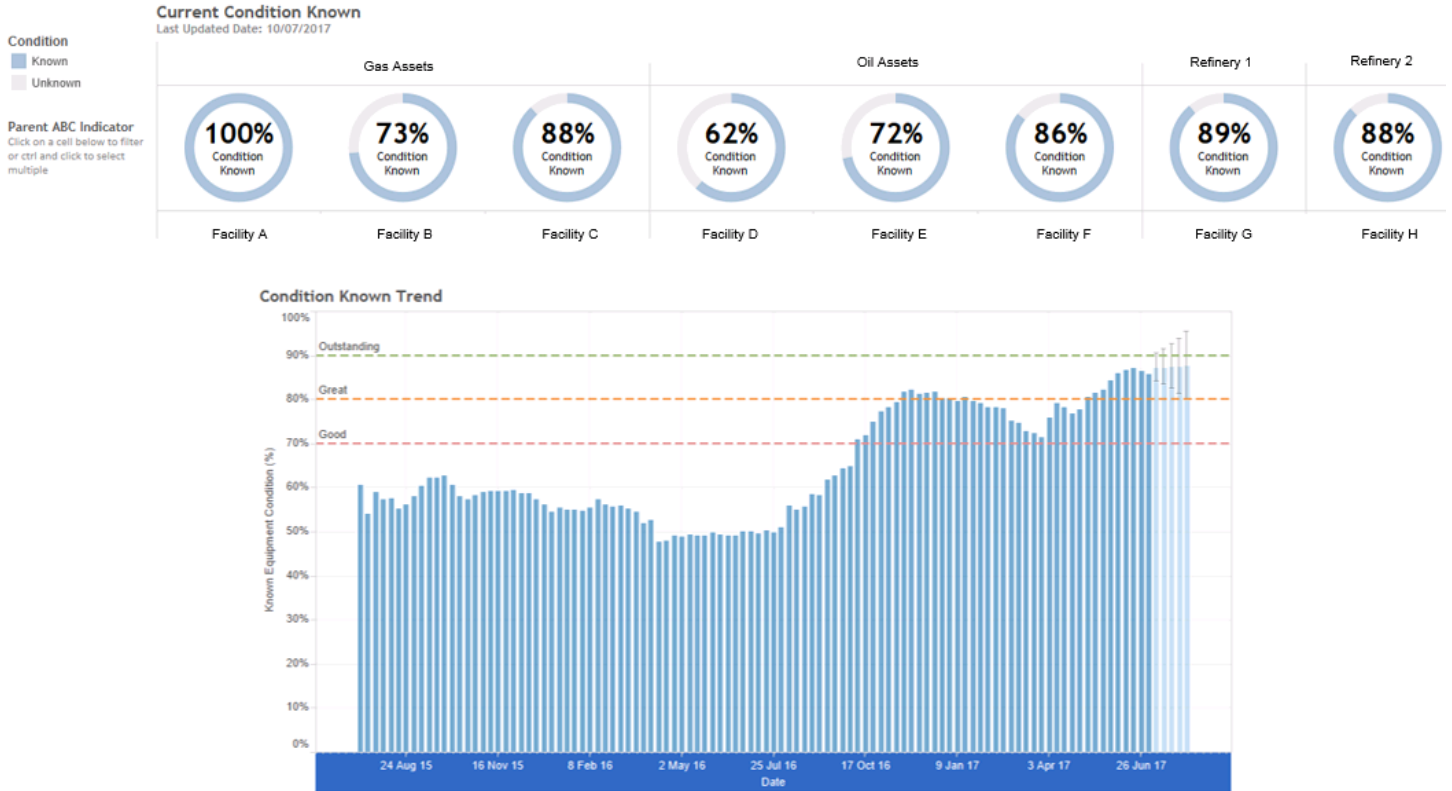 Current Condition Known
Last Updated Date: 10/07/2017
Condition
Known
Unknown
Parent ABC Indicator
Click on a cell below to filter
or ctrl and click to select
multiple
Gas Assets
Oil Assets
Refinery 1
Refinery 2
100%
Condition
Known
73%
Condition
Known
88%
Condition
Known
62%
Condition
Known
72%
Condition
Known
86%
Condition
Known
89%
Condition
Known
88%
Condition
Known
Facility A
Facility B
Facility C
Facility D
Facility E
Facility F
Facility G
Facility H
Condition Known Trend
Known Equipment Condition (%)
100%
90%
80%
70%
60%
50%
40%
30%
20%
10%
0%
Outstanding
Great
Good
24 Aug 15
16 Nov 15
8 Feb 16
2 May 16
25 Jul 16
17 Oct 16
9 Jan 17
3 Apr 17
26 Jun 17
Date